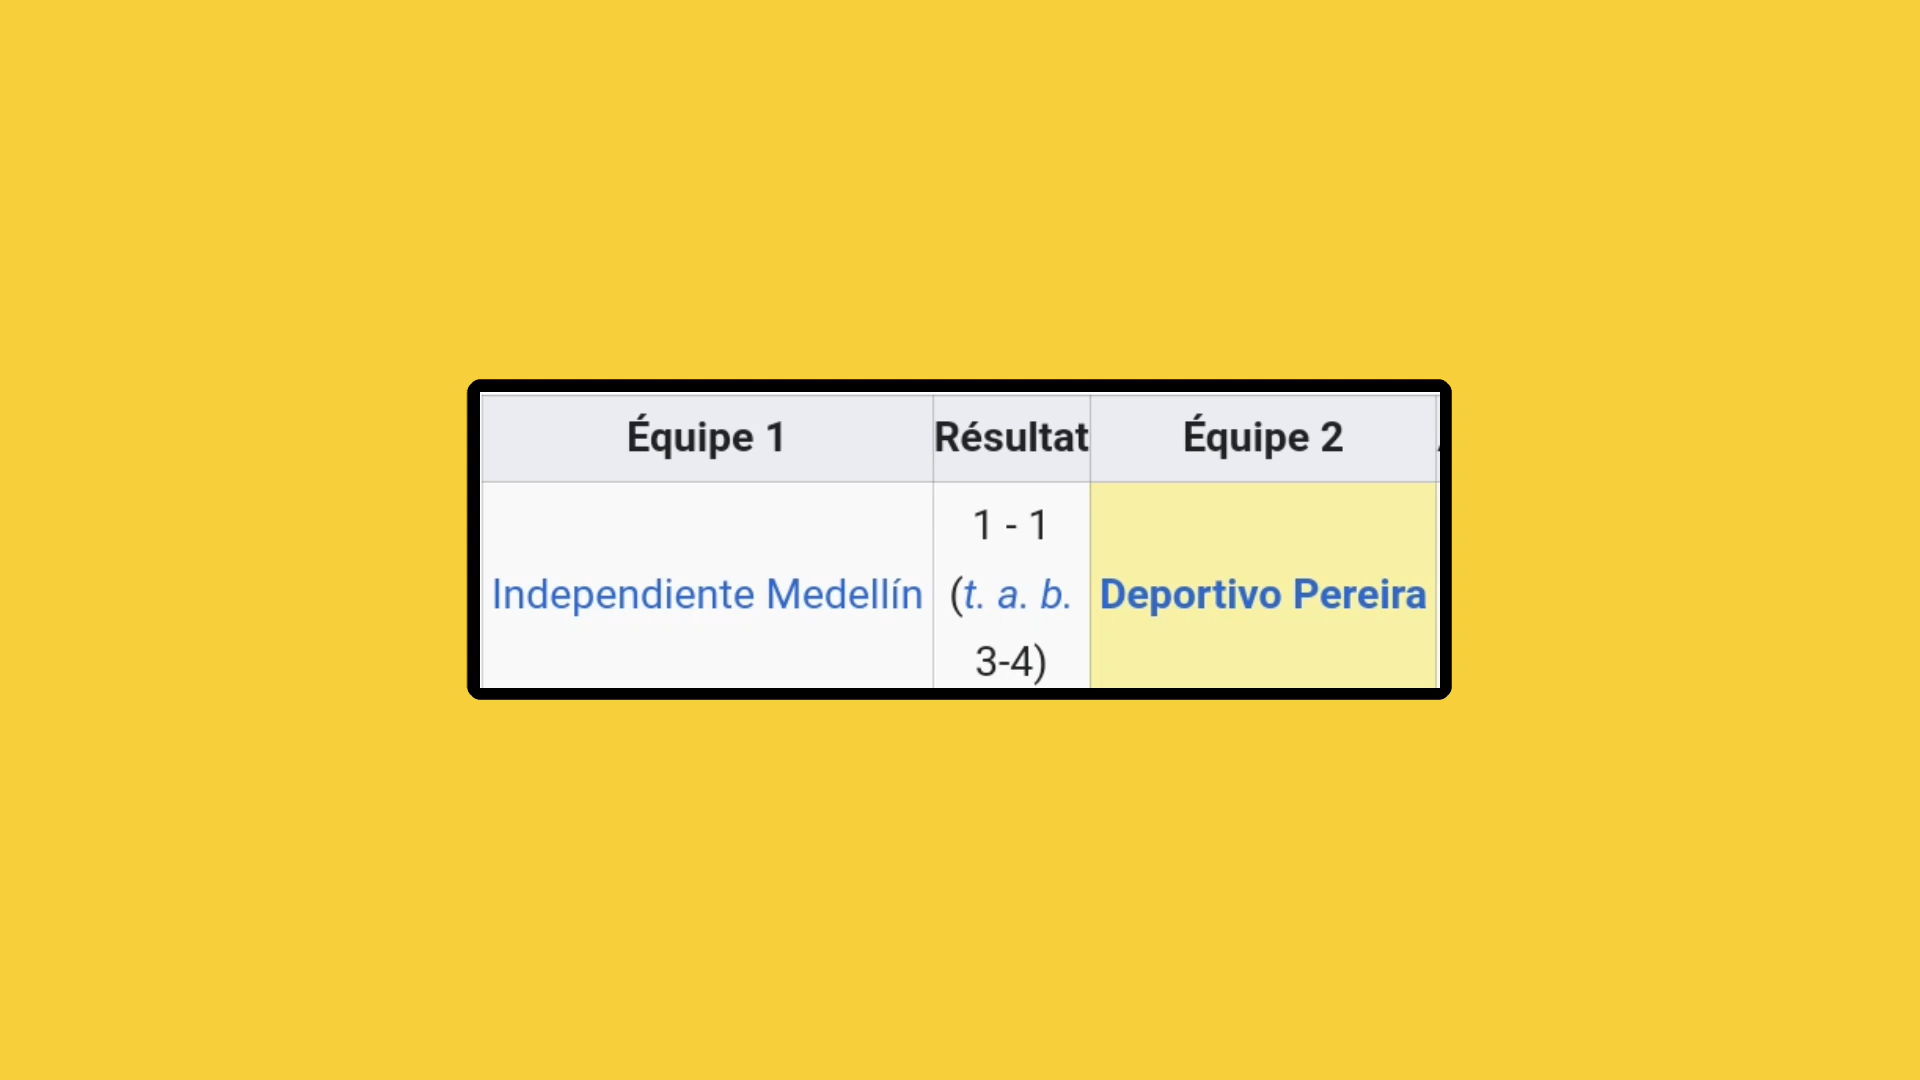 Équipe 1 Résultat Équipe 2
1 - 1
Independiente Medellín (t. a. b. Deportivo Pereira
3-4)